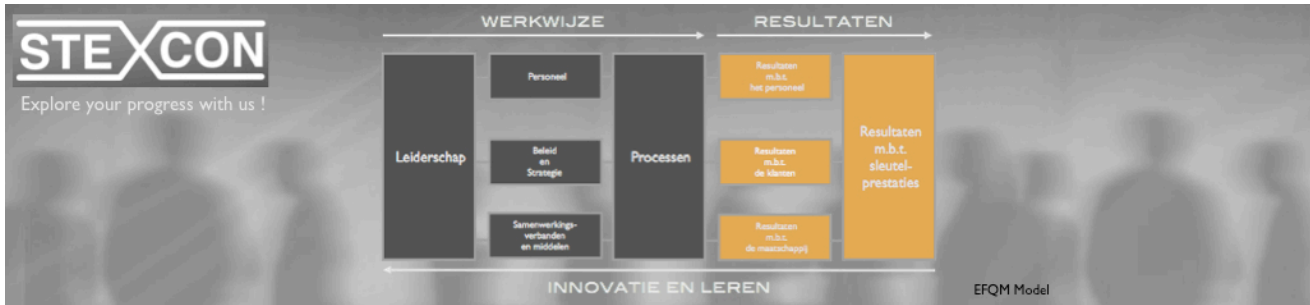 WERKWIJZE
RESULTATEN
STEXCON
Explore your progress with us !
Leiderschap
Personeel
Beleid
en
Strategie
Samenwerkings-
verbanden
en middelen
Processen
Resultaten
m.b.t.
het personeel
Resultaten
m.b.t.
de klanten
Resultaten
m.b.t.
de maatschappij
Resultaten
m.b.t.
sleutel-
prestaties
INNOVATIE EN LEREN
EFQM Model